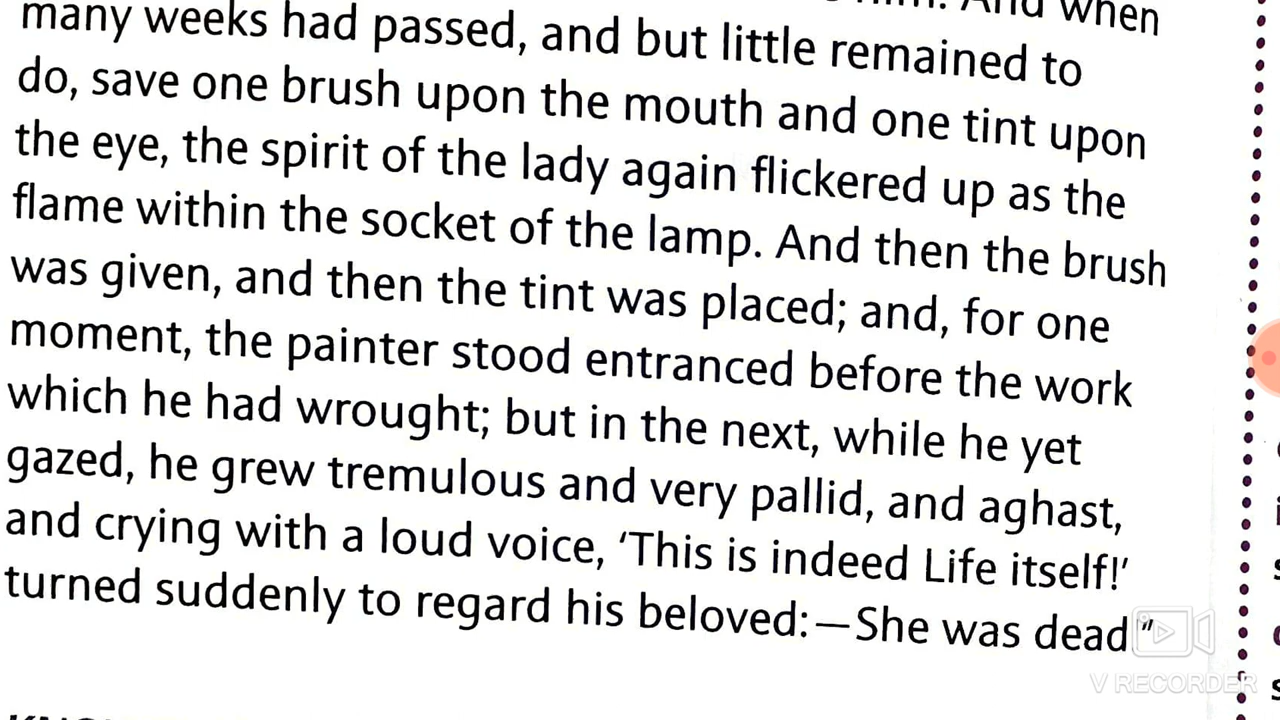 him. And when
many weeks had passed, and but little remained to
do, save one brush upon the mouth and one tint upon
the eye, the spirit of the lady again flickered up as the
flame within the socket of the lamp. And then the brush
was given, and then the tint was placed; and, for one
moment, the painter stood entranced before the work
which he had wrought; but in the next, while he yet
gazed, he grew tremulous and very pallid, and aghast,
and crying with a loud voice, ‘This is indeed Life itself!’
turned suddenly to regard his beloved:—She was dead ”
V RECORDER